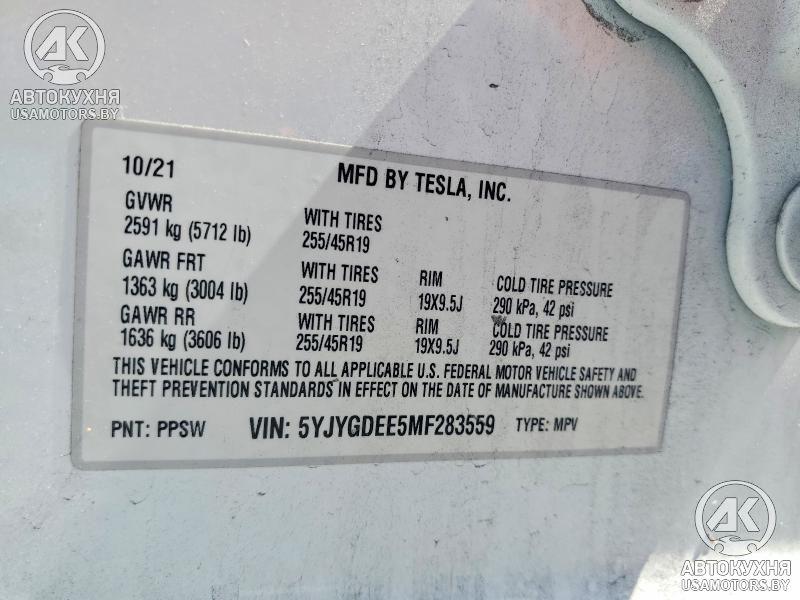 AK
АВТОКУХНЯ
USAMOTORS.BY
10/21 MFD BY TESLA, INC.
GVWR
2591 kg (5712 lb) WITH TIRES 255/45R19
GAWR FRT
1363 kg (3004 lb) WITH TIRES 255/45R19 RIM 19X9.5J COLD TIRE PRESSURE 290 kPa, 42 psi
GAWR RR
1636 kg (3606 lb) WITH TIRES 255/45R19 RIM 19X9.5J COLD TIRE PRESSURE 290 kPa, 42 psi
THIS VEHICLE CONFORMS TO ALL APPLICABLE U.S. FEDERAL MOTOR VEHICLE SAFETY AND
THEFT PREVENTION STANDARDS IN EFFECT ON THE DATE OF MANUFACTURE SHOWN ABOVE.
PNT: PPSW VIN: 5YJYGDEE5MF283559 TYPE: MPV
AK
АВТОКУХНЯ
USAMOTORS.BY